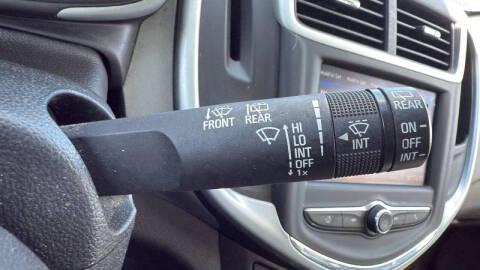 FRONT
REAR
HI
LO
INT
OFF
1x
INT
REAR
ON
OFF
INT